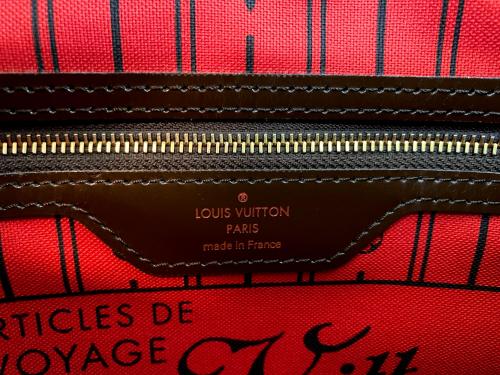 ®
LOUIS VUITTON
PARIS
made in France
ARTICLES DE
VOYAGE